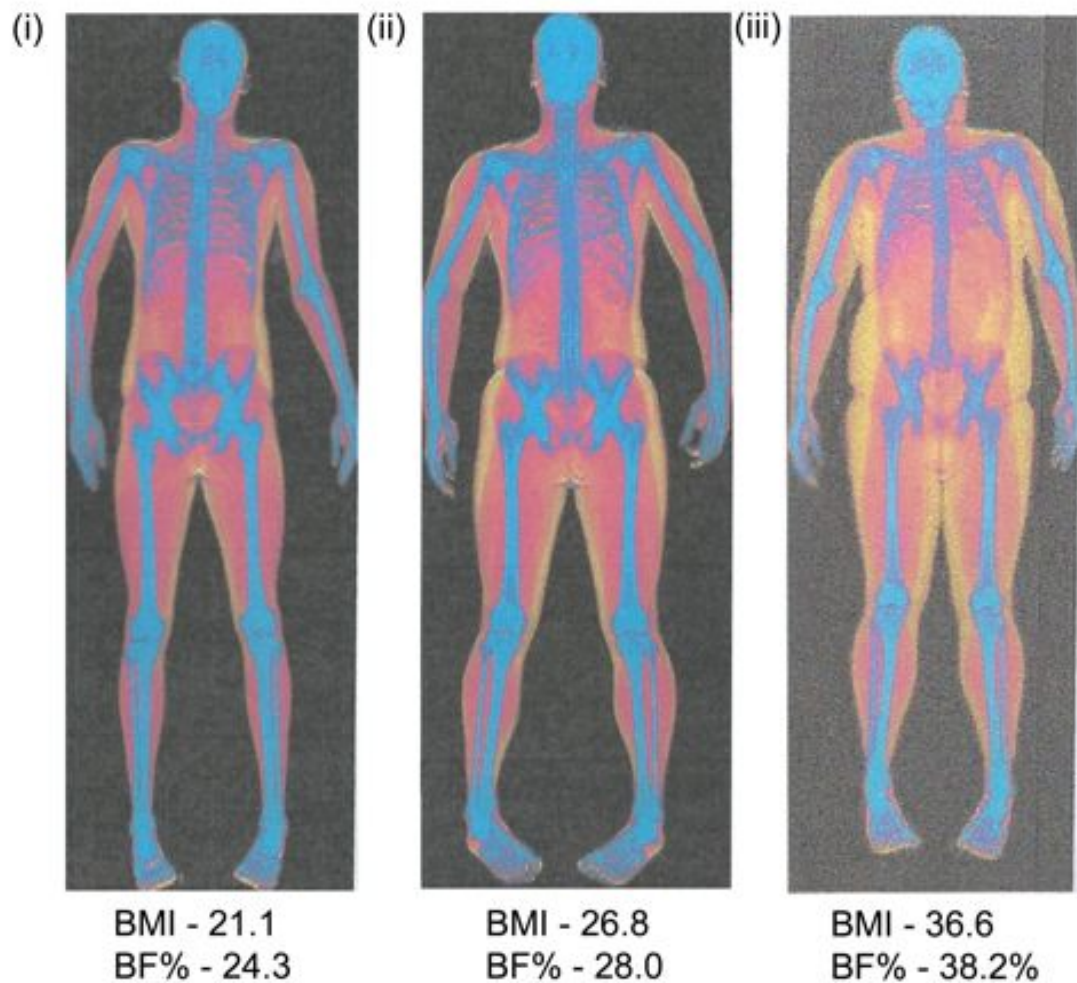 (i)
(ii)
(iii)
BMI - 21.1
BF% - 24.3
BMI - 26.8
BF% - 28.0
BMI - 36.6
BF% - 38.2%